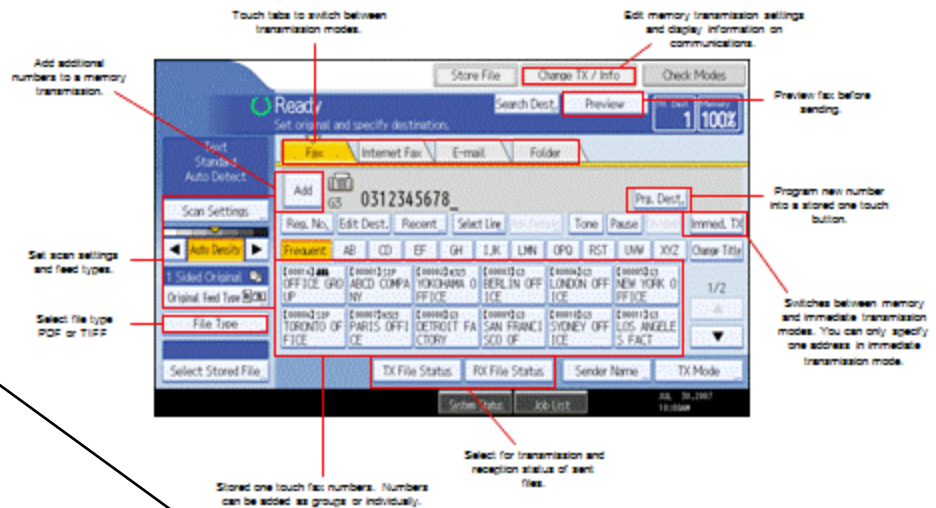 Touch tabs to switch between
transmission modes.
Edit memory transmission settings
and display information on
communications.
Add additional
numbers to a memory
transmission.
Store File
Change TX / Info
Check Modes
Ready
Search Dest.
Preview
1
100%
Set original and specify destination.
Preview fax before
sending.
Text
Standard
Auto Detect
Fax
Internet Fax
E-mail
Folder
Add
G3
0312345678_
Prg. Dest.
Program new number
into a stored one touch
button.
Scan Settings
Reg. No.
Edit Dest.
Recent
Select Line
Tone
Pause
Immed. TX
Set scan settings
and feed types.
Auto Density
Frequent
AB
CD
EF
GH
IJK
LMN
OPQ
RST
UVW
XYZ
Change Title
1 Sided Original
Original Feed Type
OFFICE GRO
UP
ABCD COMPA
NY
YOKOHAMA O
FFICE
BERLIN OFF
ICE
LONDON OFF
ICE
NEW YORK O
FFICE
1/2
Select file type
PDF or TIFF
File Type
TORONTO OF
FICE
PARIS OFFI
CE
DETROIT FA
CTORY
SAN FRANCI
SCO OF
SYDNEY OFF
ICE
LOS ANGELE
S FACT
Switches between memory
and immediate transmission
modes. You can only specify
one address in immediate
transmission mode.
Select Stored File
TX File Status
RX File Status
Sender Name
TX Mode
System Status
Job List
Select for transmission and
reception status of sent
files.
Stored one touch fax numbers. Numbers
can be added as groups or individually.